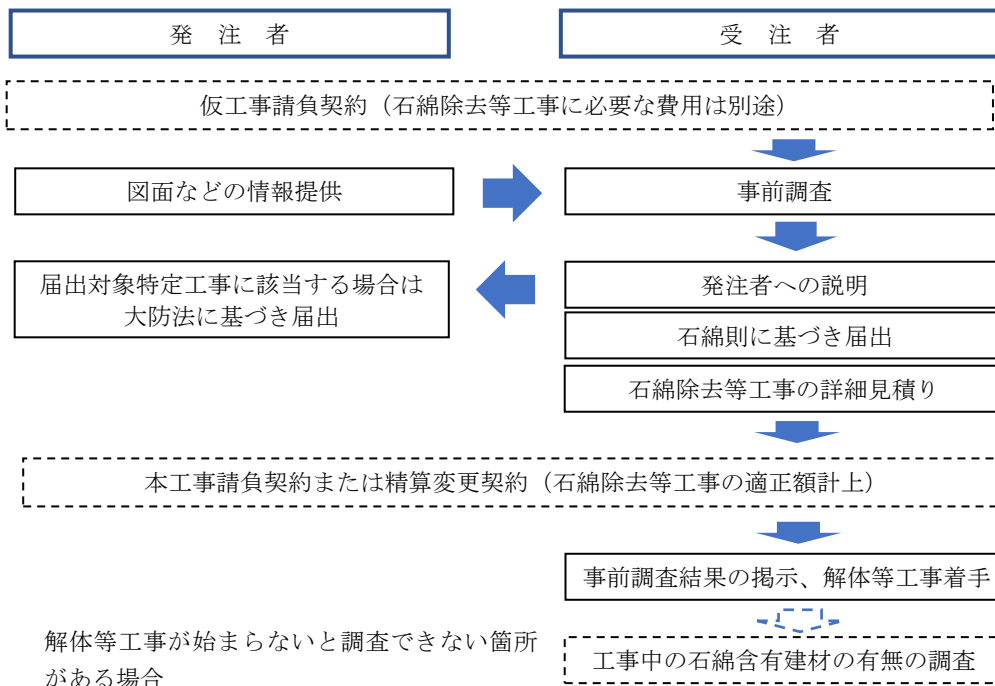 発　注　者
受　注　者
仮工事請負契約（石綿除去等工事に必要な費用は別途）
図面などの情報提供
事前調査
届出対象特定工事に該当する場合は
大防法に基づき届出
発注者への説明
石綿則に基づき届出
石綿除去等工事の詳細見積り
本工事請負契約または精算変更契約（石綿除去等工事の適正額計上）
事前調査結果の掲示、解体等工事着手
解体等工事が始まらないと調査できない箇所
がある場合
工事中の石綿含有建材の有無の調査